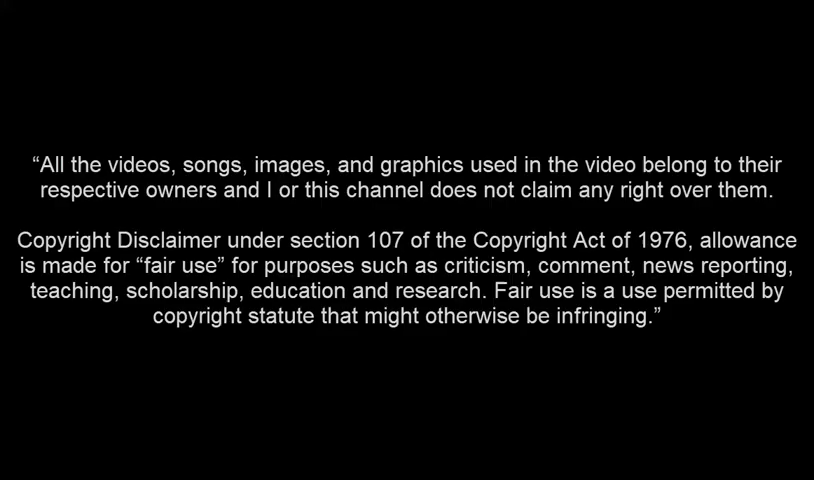 “All the videos, songs, images, and graphics used in the video belong to their
respective owners and I or this channel does not claim any right over them.
Copyright Disclaimer under section 107 of the Copyright Act of 1976, allowance
is made for “fair use” for purposes such as criticism, comment, news reporting,
teaching, scholarship, education and research. Fair use is a use permitted by
copyright statute that might otherwise be infringing.”